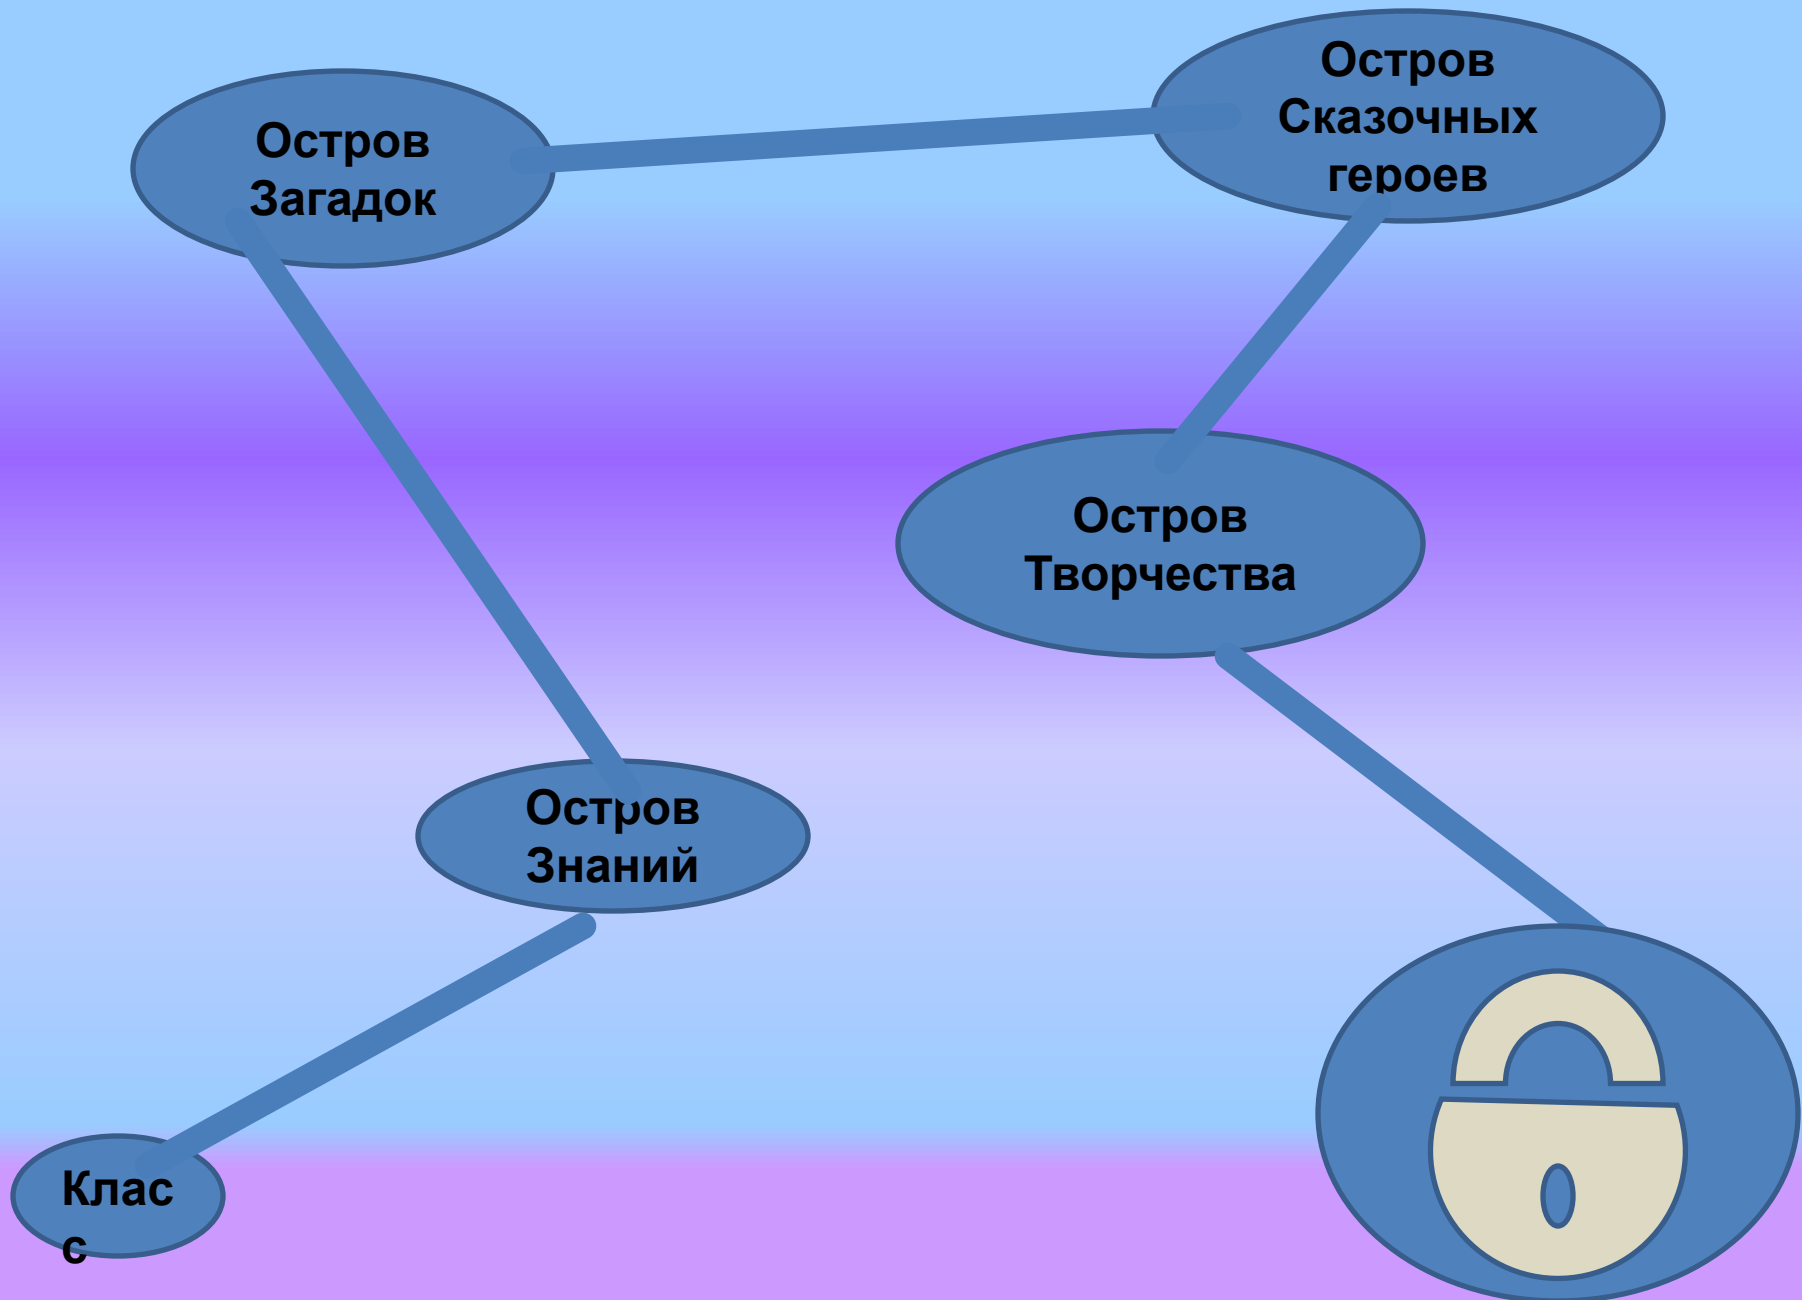 Остров
Загадок
Остров
Сказочных
героев
Остров
Творчества
Остров
Знаний
Клас
с